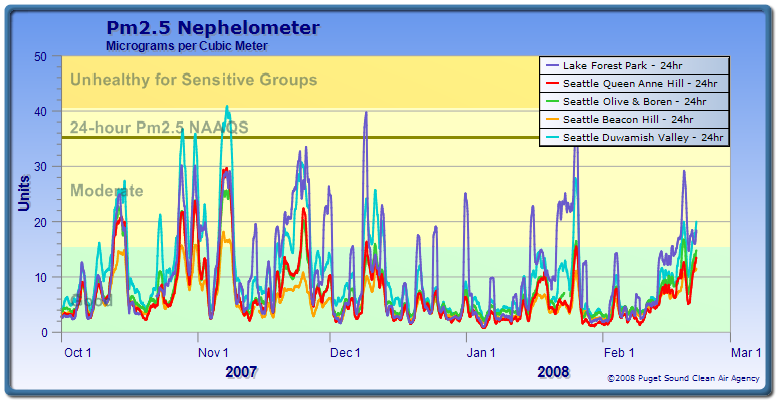 Pm2.5 Nephelometer
Micrograms per Cubic Meter
50
40
30
20
10
0
Units
Unhealthy for Sensitive Groups
24-hour Pm2.5 NAAQS
Moderate
Good
Lake Forest Park - 24hr
Seattle Queen Anne Hill - 24hr
Seattle Olive & Boren - 24hr
Seattle Beacon Hill - 24hr
Seattle Duwamish Valley - 24hr
Oct 1 Nov 1 Dec 1 Jan 1 Feb 1 Mar 1
2007 2008
©2008 Puget Sound Clean Air Agency